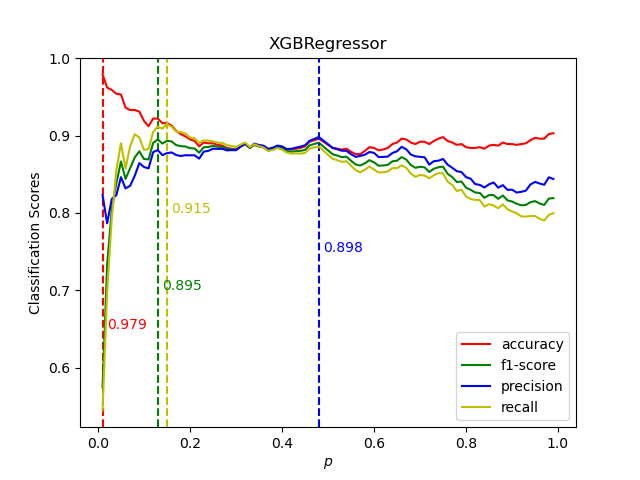 XGBRegressor
Classification Scores
1.0
0.9
0.8
0.7
0.6
0.915
0.898
0.895
0.979
accuracy
f1-score
precision
recall
0.0 0.2 0.4 0.6 0.8 1.0
p